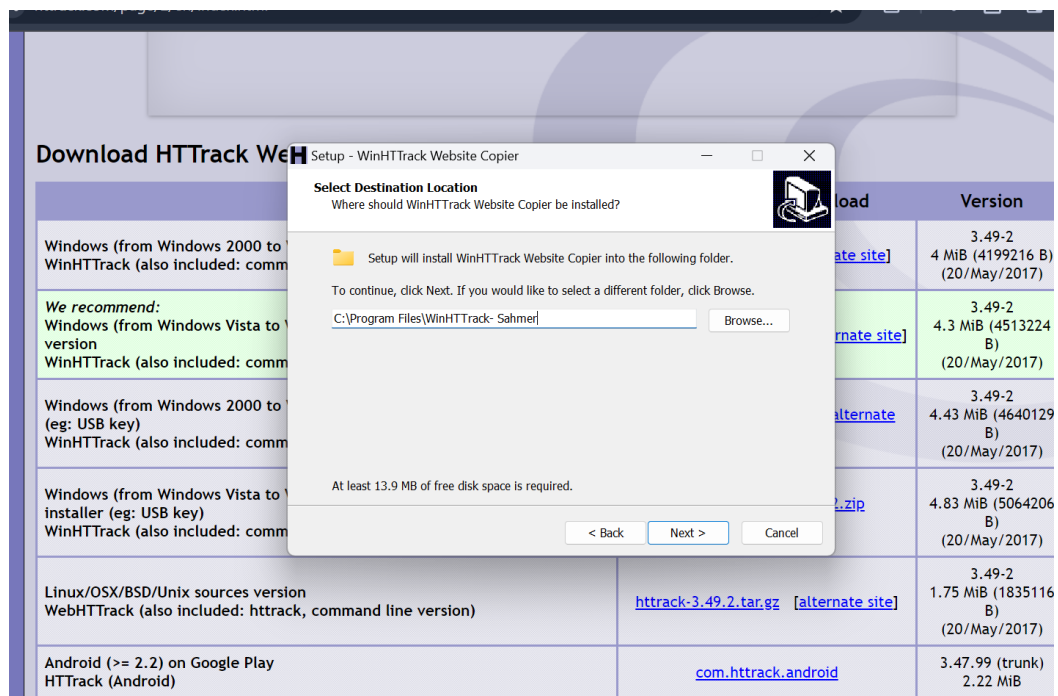 Download HTTrack We
Setup - WinHTTrack Website Copier
Select Destination Location
Where should WinHTTrack Website Copier be installed?
Setup will install WinHTTrack Website Copier into the following folder.
To continue, click Next. If you would like to select a different folder, click Browse.
C:\Program Files\WinHTTrack- Sahmer
Browse...
At least 13.9 MB of free disk space is required.
< Back
Next >
Cancel
load
Version
Windows (from Windows 2000 to
WinHTTrack (also included: comm
ate site]
3.49-2
4 MiB (4199216 B)
(20/May/2017)
We recommend:
Windows (from Windows Vista to
version
WinHTTrack (also included: comm
rnate site]
3.49-2
4.3 MiB (4513224
B)
(20/May/2017)
Windows (from Windows 2000 to
(eg: USB key)
WinHTTrack (also included: comm
alternate
3.49-2
4.43 MiB (4640129
B)
(20/May/2017)
Windows (from Windows Vista to
installer (eg: USB key)
WinHTTrack (also included: comm
.zip
3.49-2
4.83 MiB (5064206
B)
(20/May/2017)
Linux/OSX/BSD/Unix sources version
WebHTTrack (also included: httrack, command line version)
httrack-3.49.2.tar.gz [alternate site]
3.49-2
1.75 MiB (1835116
B)
(20/May/2017)
Android (>= 2.2) on Google Play
HTTrack (Android)
com.httrack.android
3.47.99 (trunk)
2.22 MiB